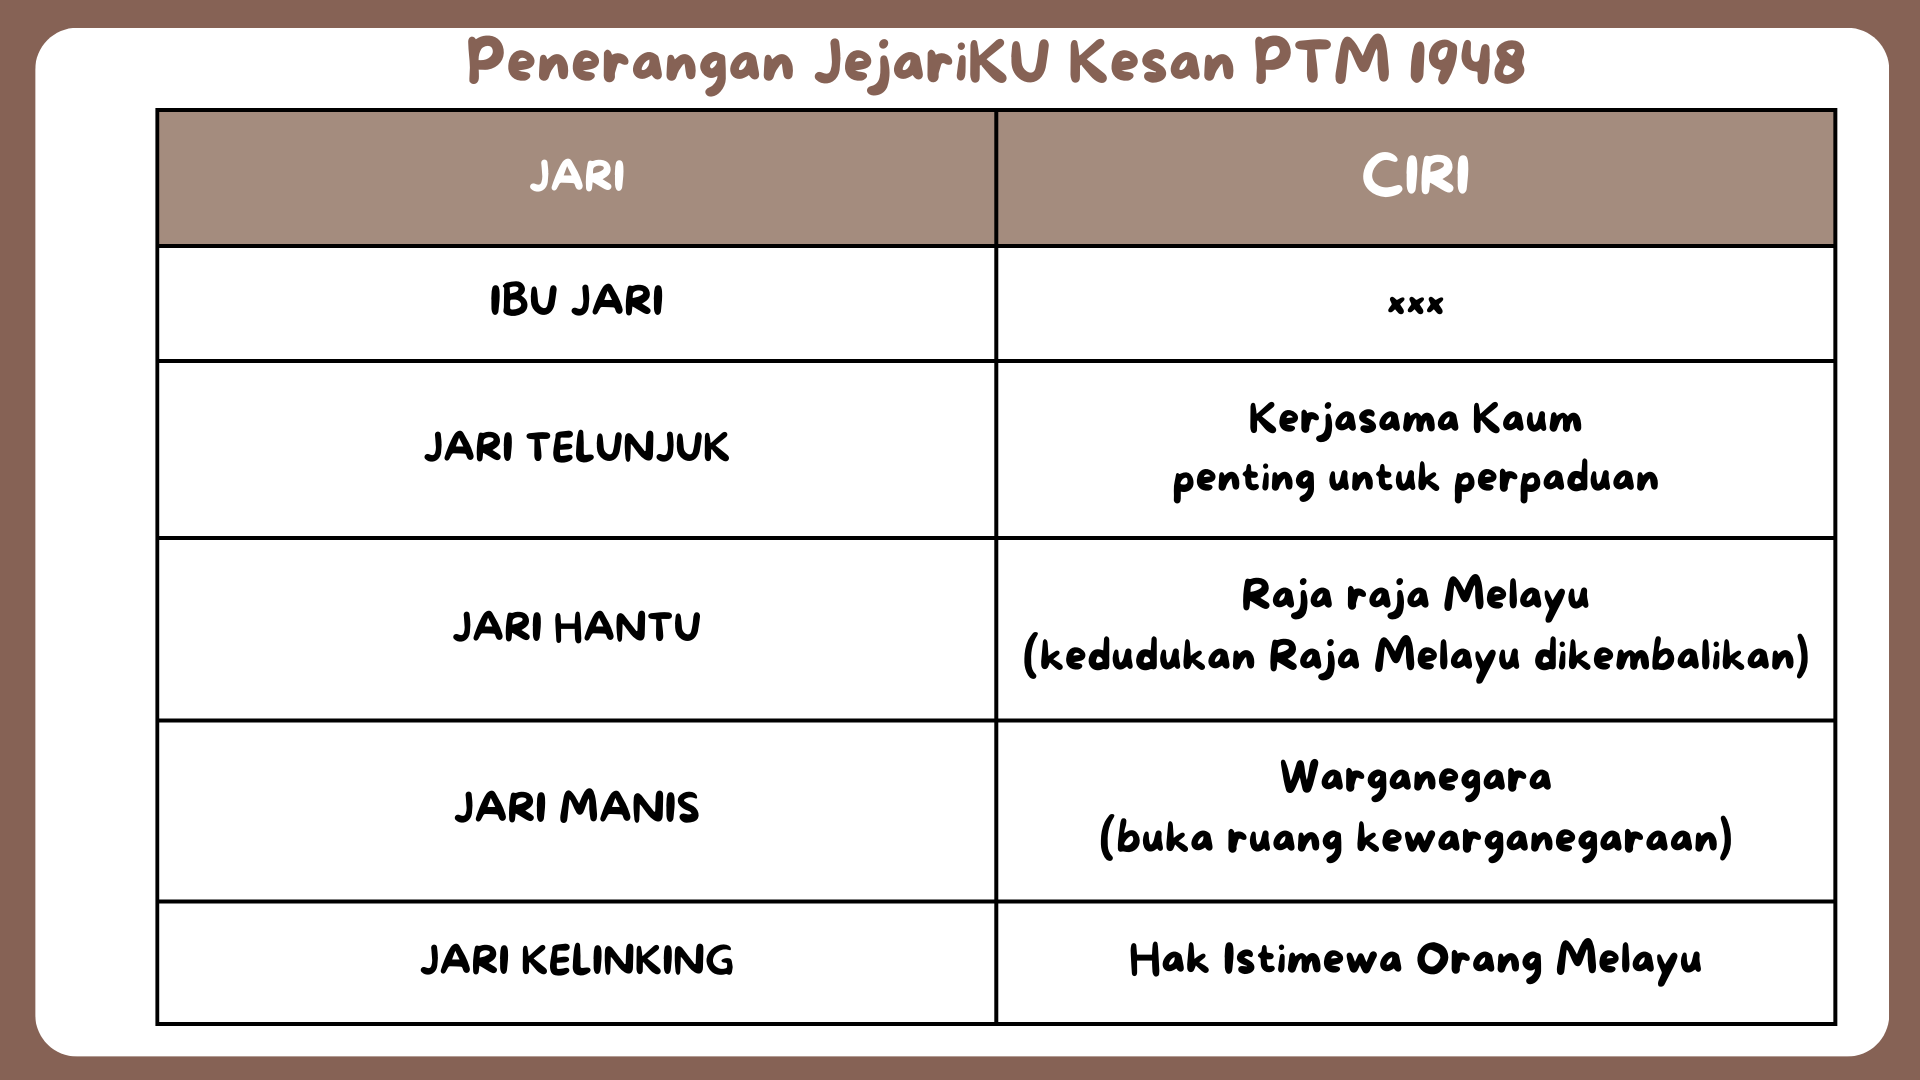 Penerangan JejariKU Kesan PTM 1948
JARI
CIRI
IBU JARI
xxx
JARI TELUNJUK
Kerjasama Kaum
penting untuk perpaduan
JARI HANTU
Raja raja Melayu
(kedudukan Raja Melayu dikembalikan)
JARI MANIS
Warganegara
(buka ruang kewarganegaraan)
JARI KELINKING
Hak Istimewa Orang Melayu